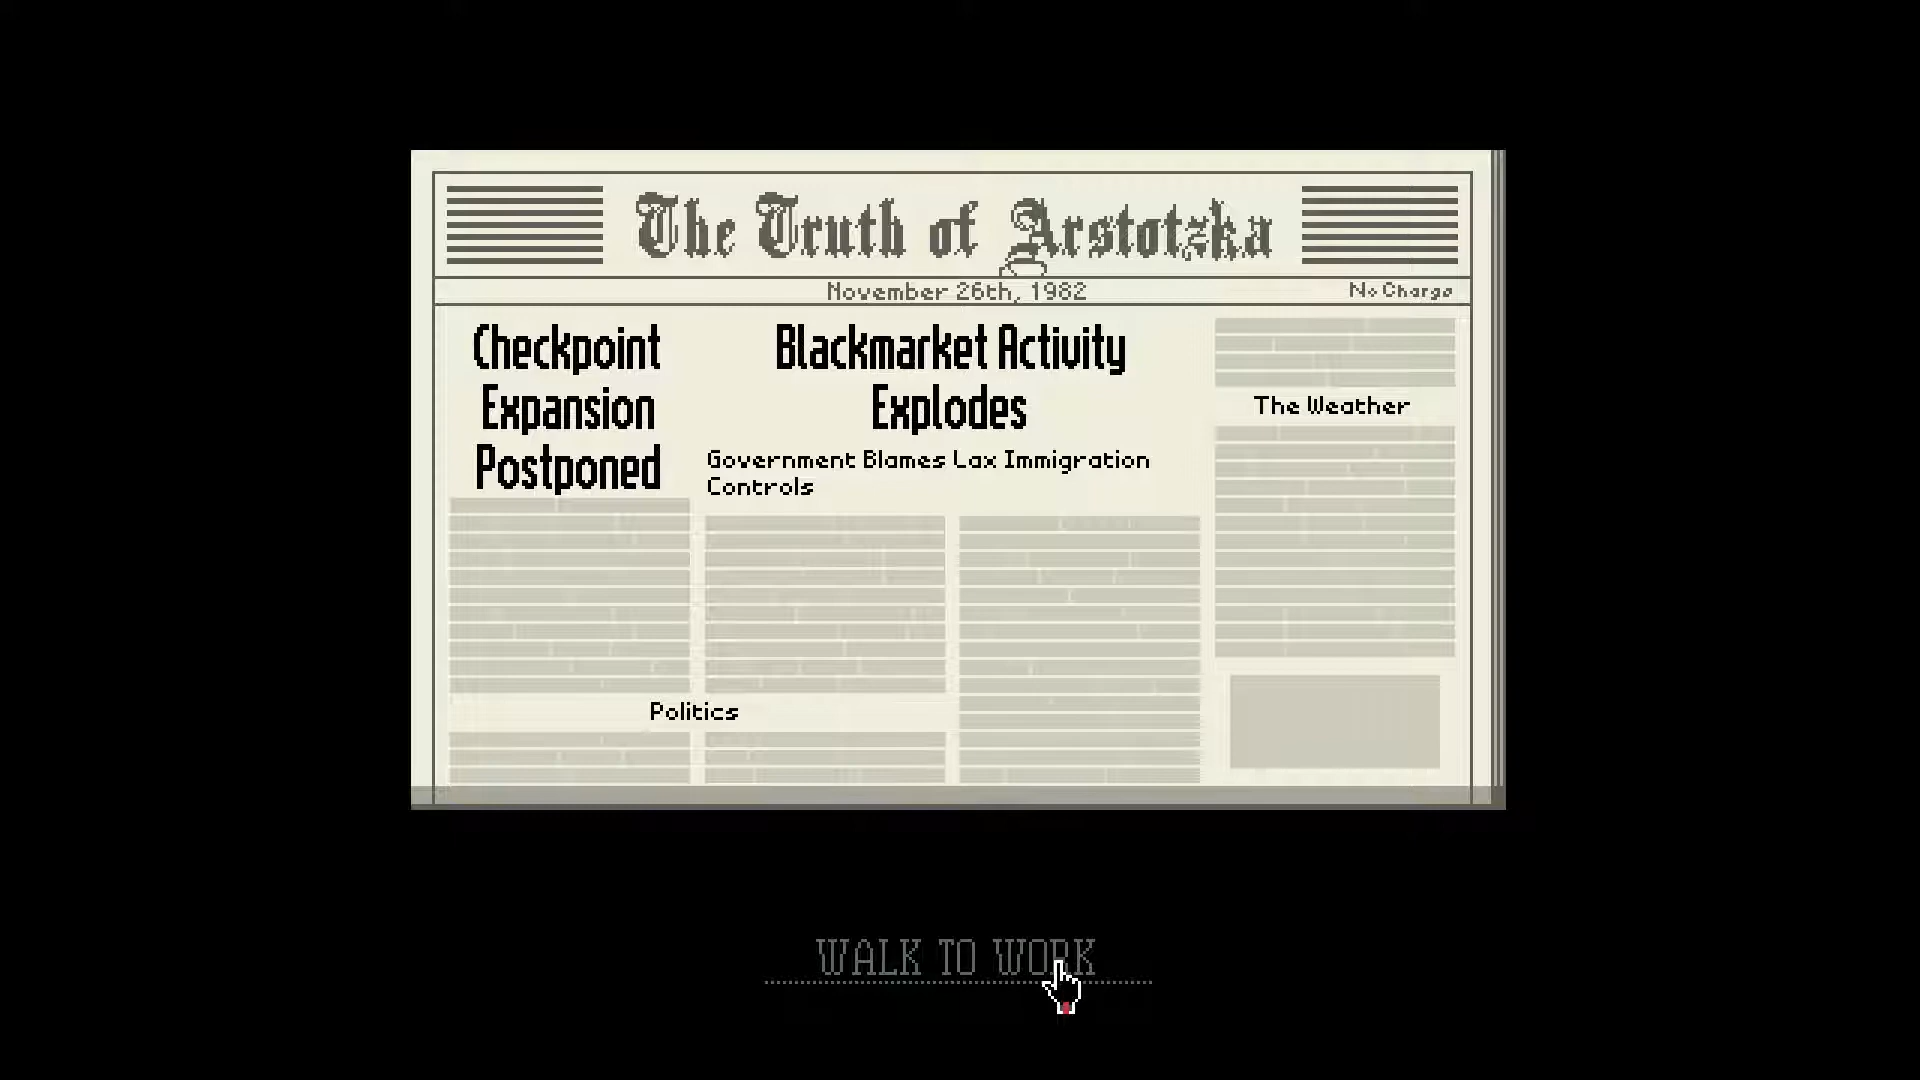 The Truth of Arstotzka
November 26th, 1982
No Charge
Checkpoint
Expansion
Postponed
Blackmarket Activity
Explodes
Government Blames Lax Immigration
Controls
The Weather
Politics
WALK TO WORK